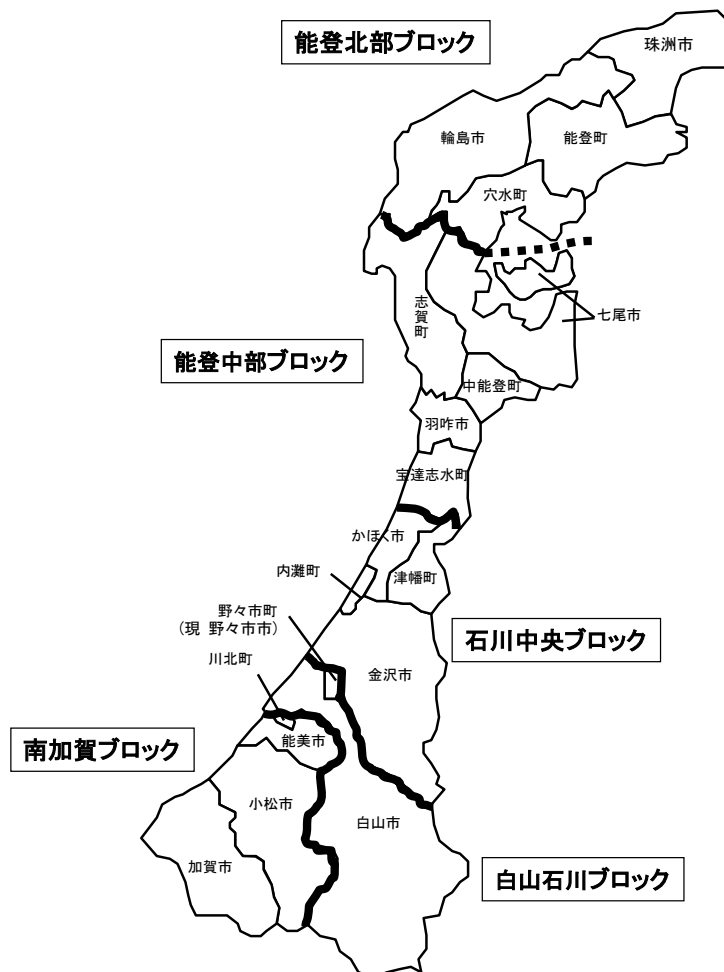 能登北部ブロック
珠洲市
輪島市
能登町
穴水町
七尾市
志賀町
能登中部ブロック
中能登町
羽咋市
宝達志水町
かほく市
内灘町
津幡町
野々市町
(現 野々市市)
石川中央ブロック
金沢市
川北町
能美市
南加賀ブロック
小松市
白山市
加賀市
白山石川ブロック